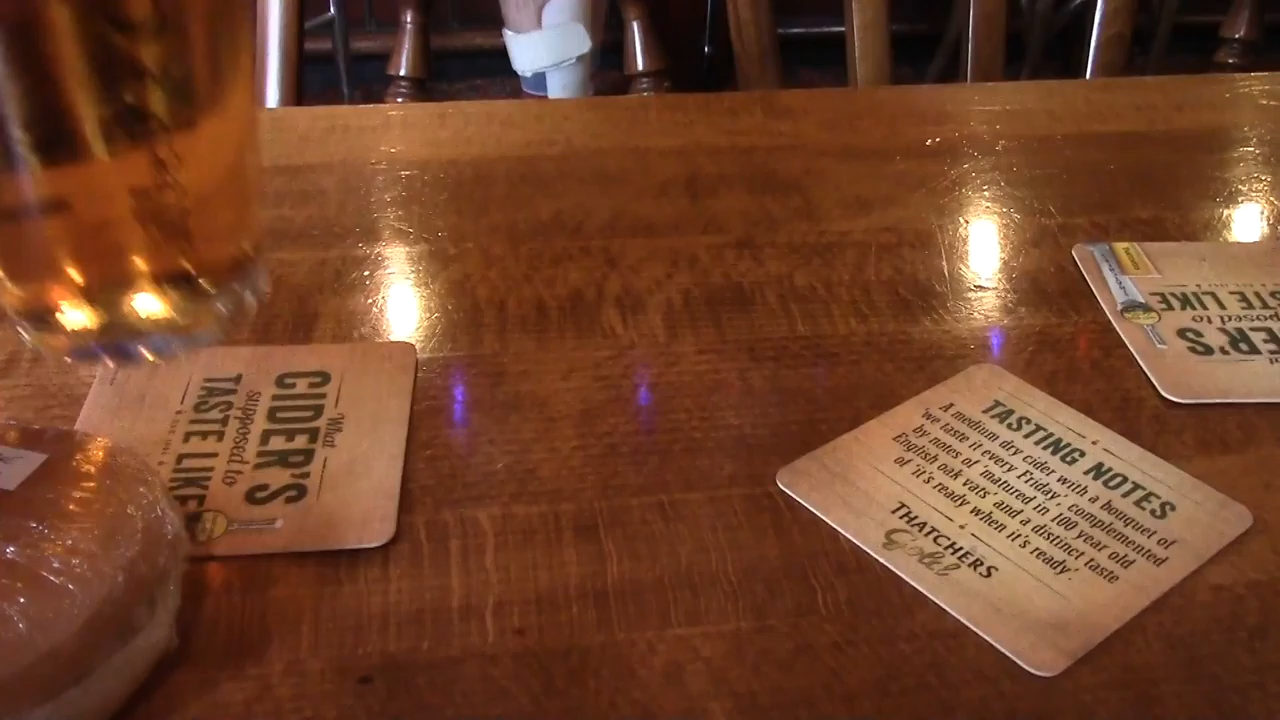 What
CIDER'S
supposed to
TASTE LIKE
TASTING NOTES
A medium dry cider with a bouquet of
'we taste it every Friday', complemented
by notes of 'matured in 100 year old
English oak vats' and a distinct taste
of 'it's ready when it's ready'.
THATCHERS
Gold
ER'S
pposed to
STE LIKE